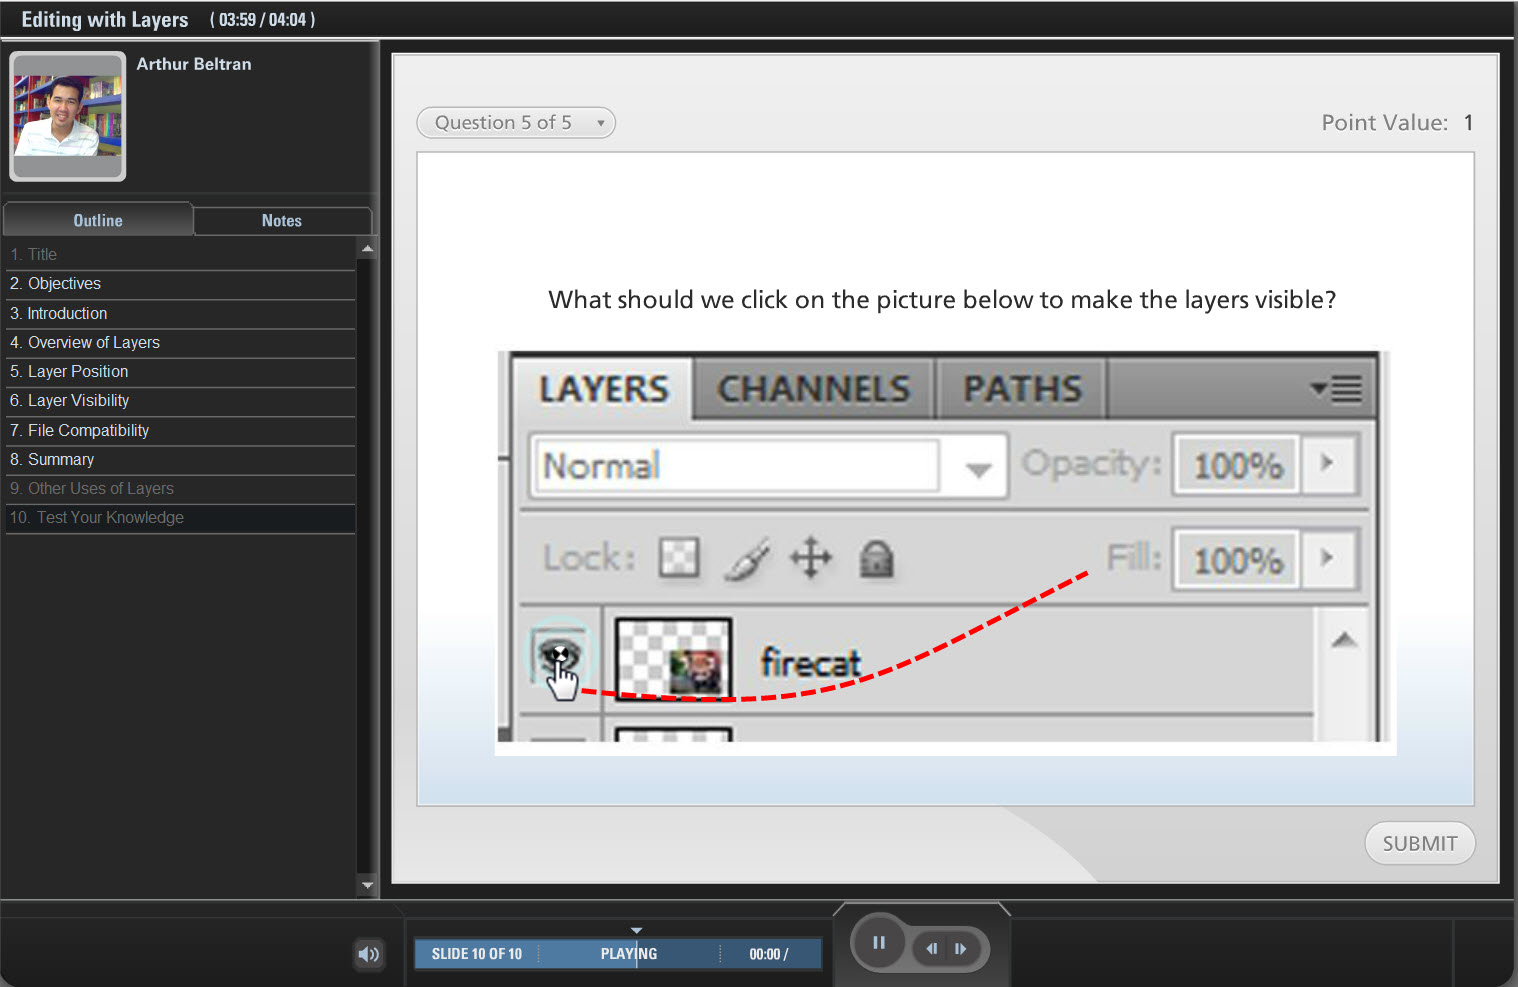 Editing with Layers ( 03:59 / 04:04 )
Arthur Beltran
Outline Notes
1. Title
2. Objectives
3. Introduction
4. Overview of Layers
5. Layer Position
6. Layer Visibility
7. File Compatibility
8. Summary
9. Other Uses of Layers
10. Test Your Knowledge
Question 5 of 5
Point Value: 1
What should we click on the picture below to make the layers visible?
LAYERS CHANNELS PATHS
Normal Opacity: 100%
Lock: Fill: 100%
firecat
SUBMIT
SLIDE 10 OF 10 PLAYING 00:00 /